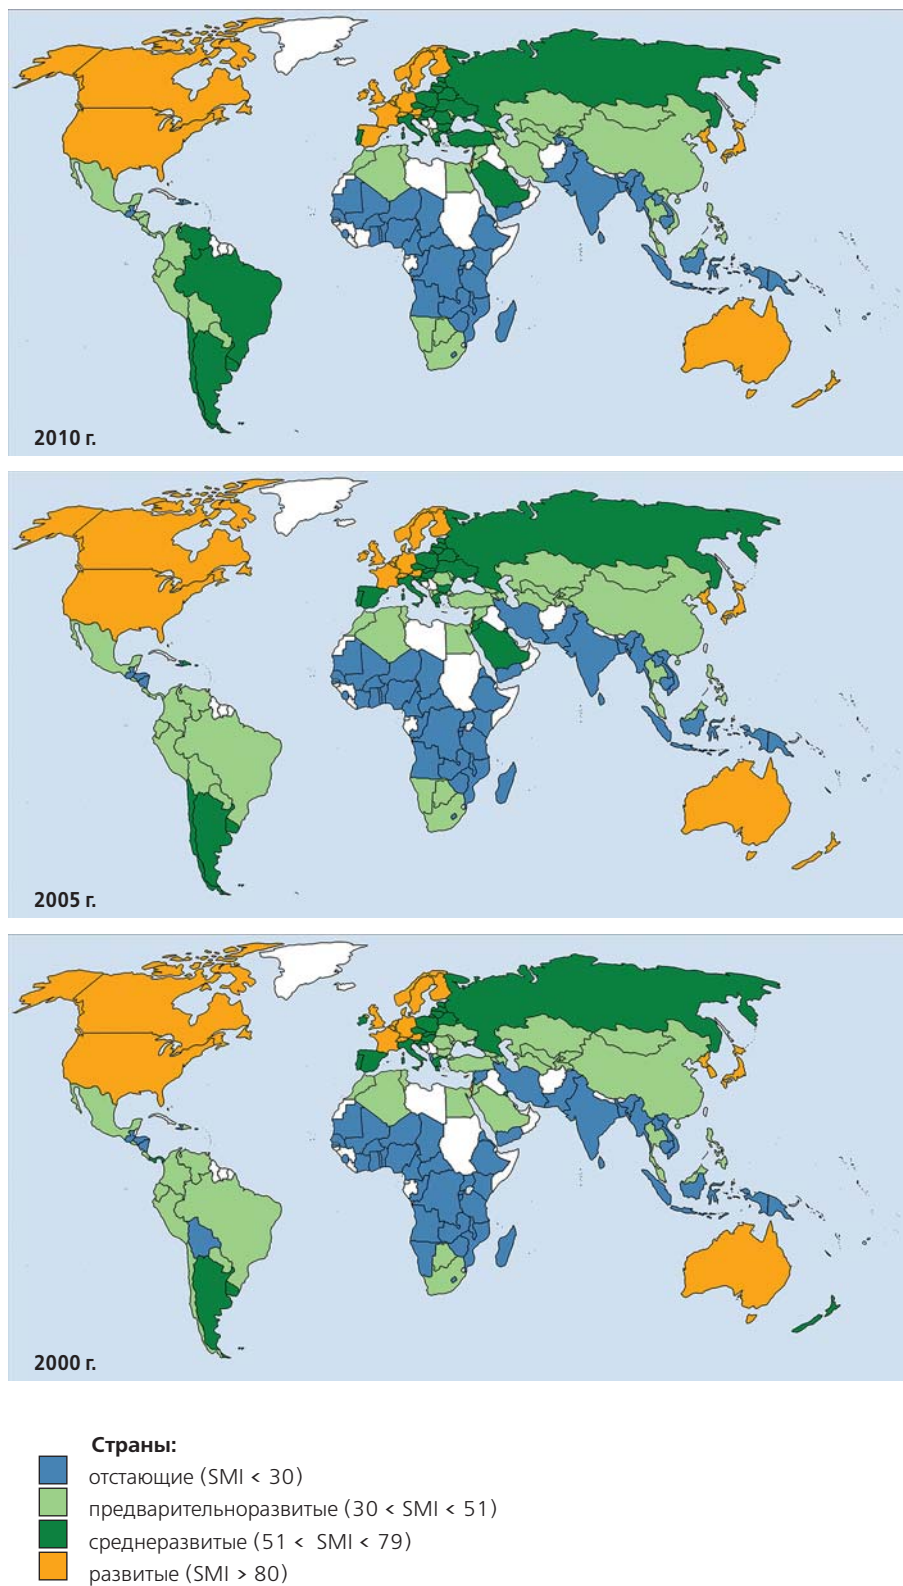 2010 г.
2005 г.
2000 г.
Страны:
отстающие (SMI < 30)
предварительноразвитые (30 < SMI < 51)
среднеразвитые (51 < SMI < 79)
развитые (SMI > 80)